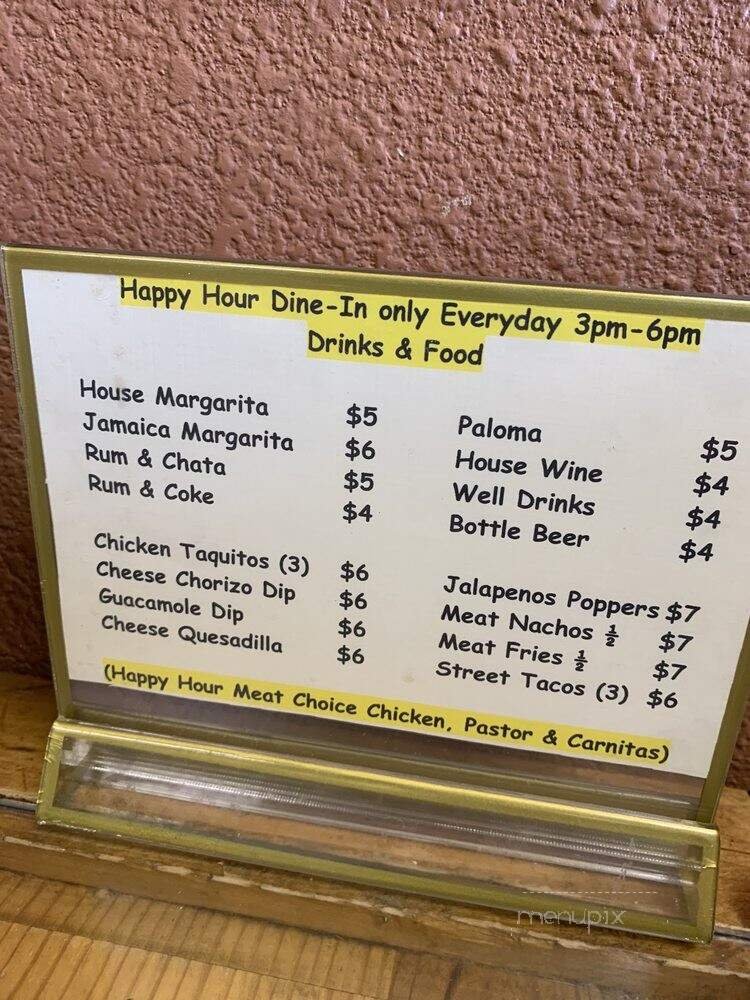 Happy Hour Dine-In only Everyday 3pm-6pm
Drinks & Food
House Margarita $5
Jamaica Margarita $6
Rum & Chata $5
Rum & Coke $4
Paloma $5
House Wine $4
Well Drinks $4
Bottle Beer $4
Chicken Taquitos (3) $6
Cheese Chorizo Dip $6
Guacamole Dip $6
Cheese Quesadilla $6
Jalapenos Poppers $7
Meat Nachos ½ $7
Meat Fries ½ $7
Street Tacos (3) $6
(Happy Hour Meat Choice Chicken, Pastor & Carnitas)
menupix